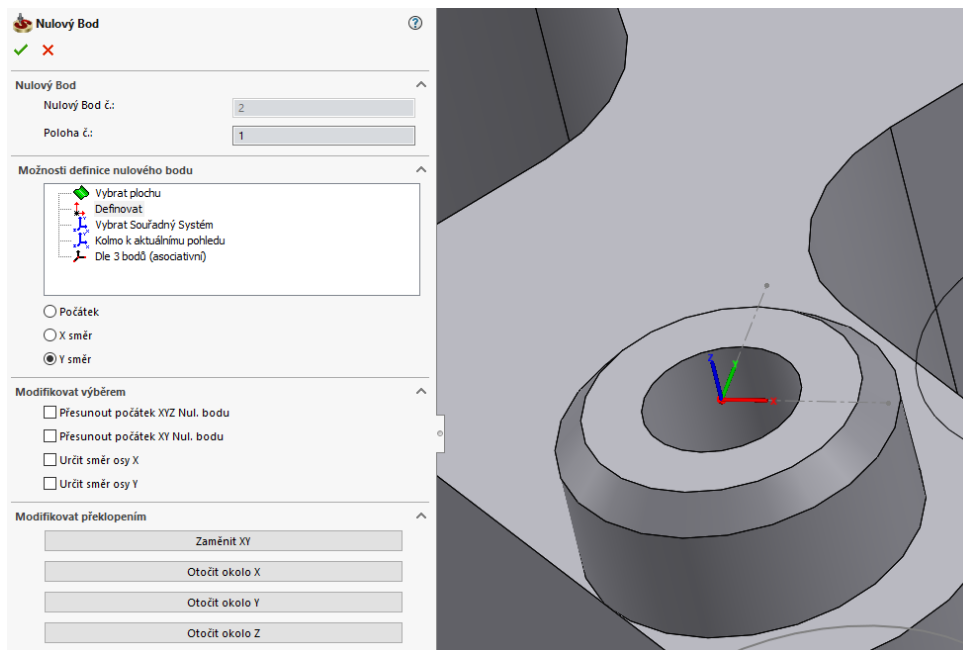 Nulový Bod
Nulový Bod
Nulový Bod č.: 2
Poloha č.: 1
Možnosti definice nulového bodu
Vybrat plochu
Definovat
Vybrat Souřadný Systém
Kolmo k aktuálnímu pohledu
Dle 3 bodů (asociativní)
Počátek
X směr
Y směr
Modifikovat výběrem
Přesunout počátek XYZ Nul. bodu
Přesunout počátek XY Nul. bodu
Určit směr osy X
Určit směr osy Y
Modifikovat překlopením
Zaměnit XY
Otočit okolo X
Otočit okolo Y
Otočit okolo Z
Z
Y
X